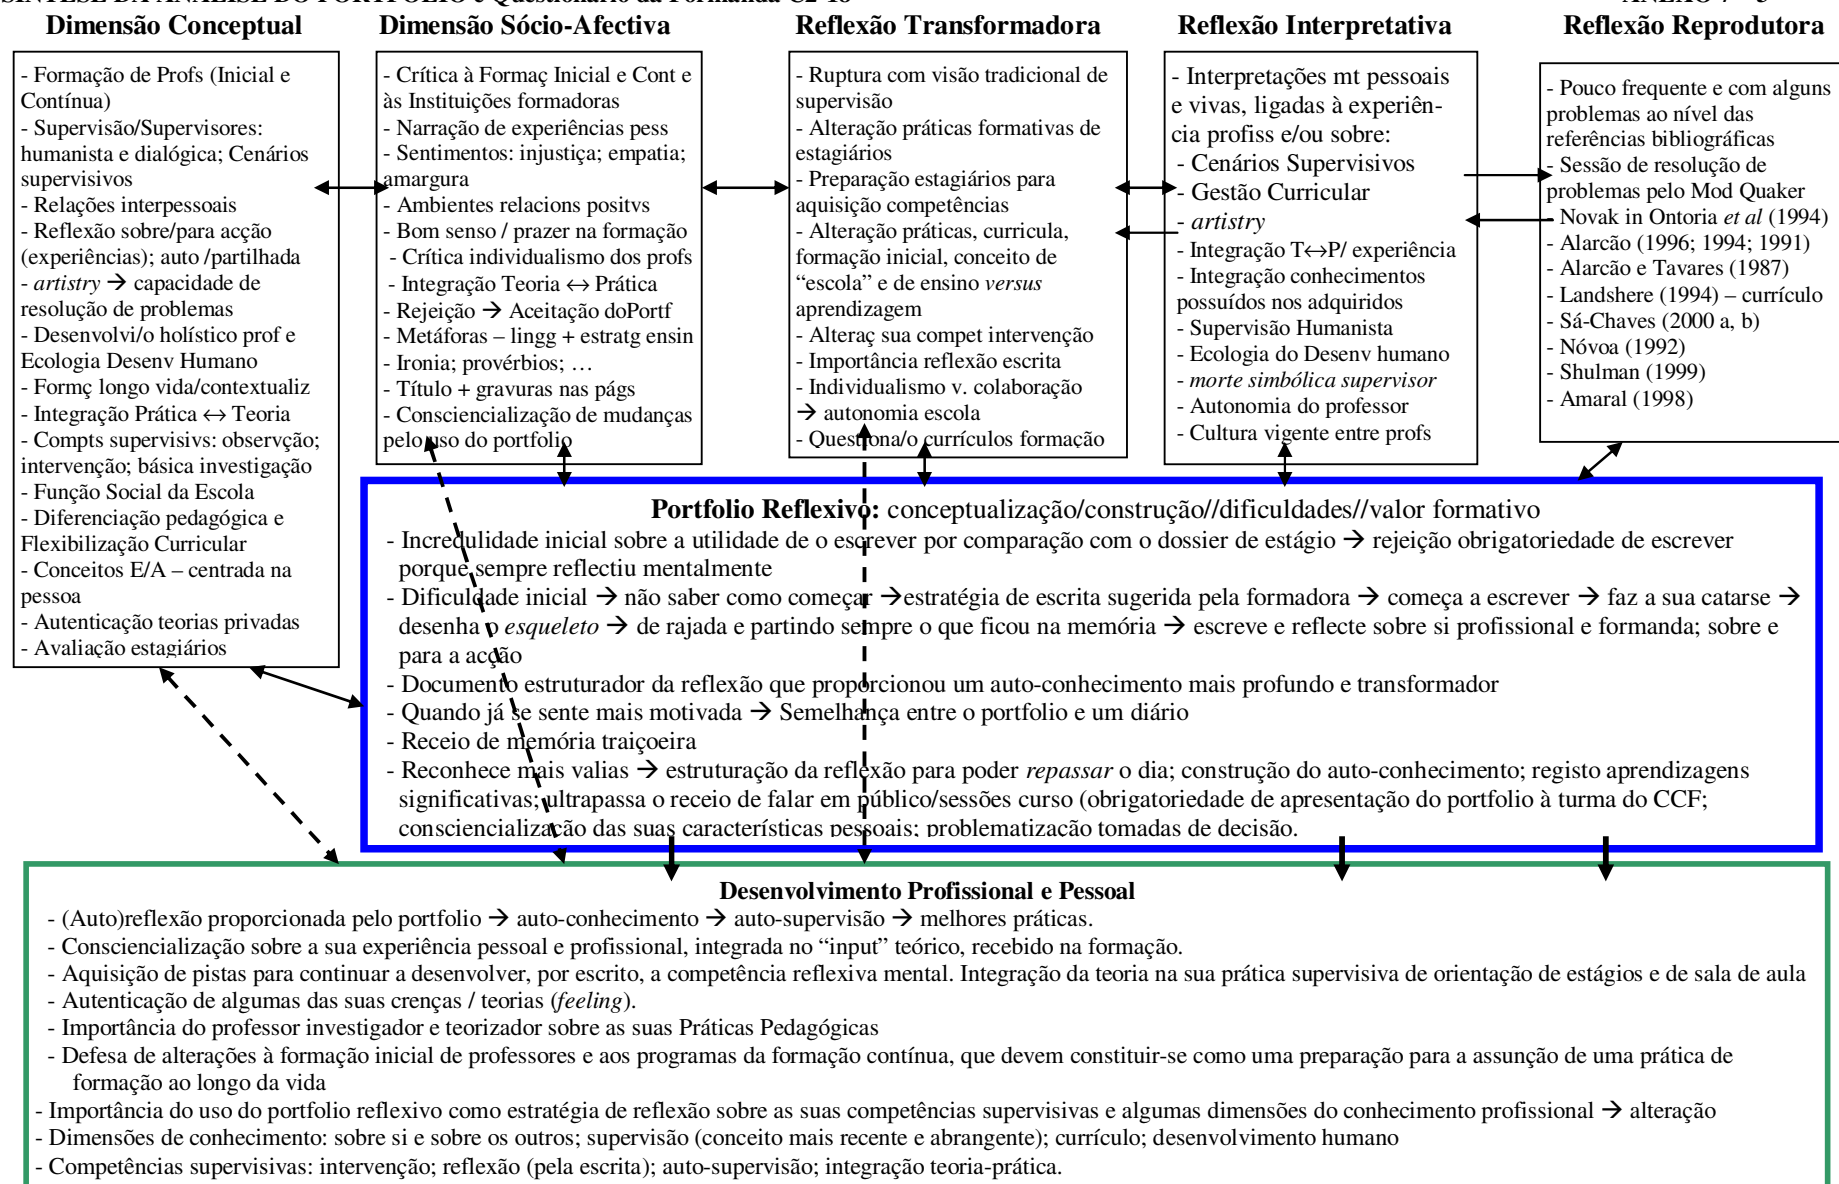 SÍNTESE DA ANÁLISE DO PORTFOLIO e Questionário da Formanda C2-18
ANEXO 7 - 3
Dimensão Conceptual
- Formação de Profs (Inicial e
Contínua)
- Supervisão/Supervisores:
humanista e dialógica; Cenários
supervisivos
- Relações interpessoais
- Reflexão sobre/para acção
(experiências); auto /partilhada
- artistry → capacidade de
resolução de problemas
- Desenvolvi/o holístico prof e
Ecologia Desenv Humano
- Formç longo vida/contextualiz
- Integração Prática ↔ Teoria
- Compts supervisivs: observção;
intervenção; básica investigação
- Função Social da Escola
- Diferenciação pedagógica e
Flexibilização Curricular
- Conceitos E/A – centrada na
pessoa
- Autenticação teorias privadas
- Avaliação estagiários
Dimensão Sócio-Afectiva
- Crítica à Formaç Inicial e Cont e
às Instituições formadoras
- Narração de experiências pess
- Sentimentos: injustiça; empatia;
amargura
- Ambientes relacions positvs
- Bom senso / prazer na formação
- Crítica individualismo dos profs
- Integração Teoria ↔ Prática
- Rejeição → Aceitação doPortf
- Metáforas – lingg + estratg ensin
- Ironia; provérbios; …
- Título + gravuras nas págs
- Consciencialização de mudanças
pelo uso do portfolio
Reflexão Transformadora
- Ruptura com visão tradicional de
supervisão
- Alteração práticas formativas de
estagiários
- Preparação estagiários para
aquisição competências
- Alteração práticas, curricula,
formação inicial, conceito de
“escola” e de ensino versus
aprendizagem
- Alteraç sua compet intervenção
- Importância reflexão escrita
- Individualismo v. colaboração
→ autonomia escola
- Questiona/o currículos formação
Reflexão Interpretativa
- Interpretações mt pessoais
e vivas, ligadas à experiên-
cia profiss e/ou sobre:
- Cenários Supervisivos
- Gestão Curricular
- artistry
- Integração T↔P/ experiência
- Integração conhecimentos
possuídos nos adquiridos
- Supervisão Humanista
- Ecologia do Desenv humano
- morte simbólica supervisor
- Autonomia do professor
- Cultura vigente entre profs
Reflexão Reprodutora
- Pouco frequente e com alguns
problemas ao nível das
referências bibliográficas
- Sessão de resolução de
problemas pelo Mod Quaker
- Novak in Ontoria et al (1994)
- Alarcão (1996; 1994; 1991)
- Alarcão e Tavares (1987)
- Landshere (1994) – currículo
- Sá-Chaves (2000 a, b)
- Nóvoa (1992)
- Shulman (1999)
- Amaral (1998)
Portfolio Reflexivo: conceptualização/construção//dificuldades//valor formativo
- Incredulidade inicial sobre a utilidade de o escrever por comparação com o dossier de estágio → rejeição obrigatoriedade de escrever
porque sempre reflectiu mentalmente
- Dificuldade inicial → não saber como começar →estratégia de escrita sugerida pela formadora → começa a escrever → faz a sua catarse →
desenha o esqueleto → de rajada e partindo sempre o que ficou na memória → escreve e reflecte sobre si profissional e formanda; sobre e
para a acção
- Documento estruturador da reflexão que proporcionou um auto-conhecimento mais profundo e transformador
- Quando já se sente mais motivada → Semelhança entre o portfolio e um diário
- Receio de memória traiçoeira
- Reconhece mais valias → estruturação da reflexão para poder repassar o dia; construção do auto-conhecimento; registo aprendizagens
significativas; ultrapassa o receio de falar em público/sessões curso (obrigatoriedade de apresentação do portfolio à turma do CCF;
consciencialização das suas características pessoais; problematização tomadas de decisão.
Desenvolvimento Profissional e Pessoal
- (Auto)reflexão proporcionada pelo portfolio → auto-conhecimento → auto-supervisão → melhores práticas.
- Consciencialização sobre a sua experiência pessoal e profissional, integrada no “input” teórico, recebido na formação.
- Aquisição de pistas para continuar a desenvolver, por escrito, a competência reflexiva mental. Integração da teoria na sua prática supervisiva de orientação de estágios e de sala de aula
- Autenticação de algumas das suas crenças / teorias (feeling).
- Importância do professor investigador e teorizador sobre as suas Práticas Pedagógicas
- Defesa de alterações à formação inicial de professores e aos programas da formação contínua, que devem constituir-se como uma preparação para a assunção de uma prática de
formação ao longo da vida
- Importância do uso do portfolio reflexivo como estratégia de reflexão sobre as suas competências supervisivas e algumas dimensões do conhecimento profissional → alteração
- Dimensões de conhecimento: sobre si e sobre os outros; supervisão (conceito mais recente e abrangente); currículo; desenvolvimento humano
- Competências supervisivas: intervenção; reflexão (pela escrita); auto-supervisão; integração teoria-prática.